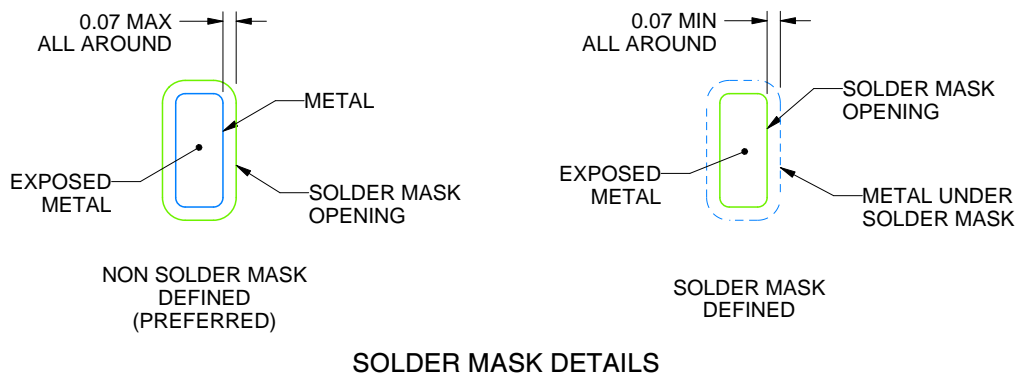 0.07 MAX
ALL AROUND
METAL
EXPOSED
METAL
SOLDER MASK
OPENING
NON SOLDER MASK
DEFINED
(PREFERRED)
0.07 MIN
ALL AROUND
SOLDER MASK
OPENING
EXPOSED
METAL
METAL UNDER
SOLDER MASK
SOLDER MASK
DEFINED
SOLDER MASK DETAILS